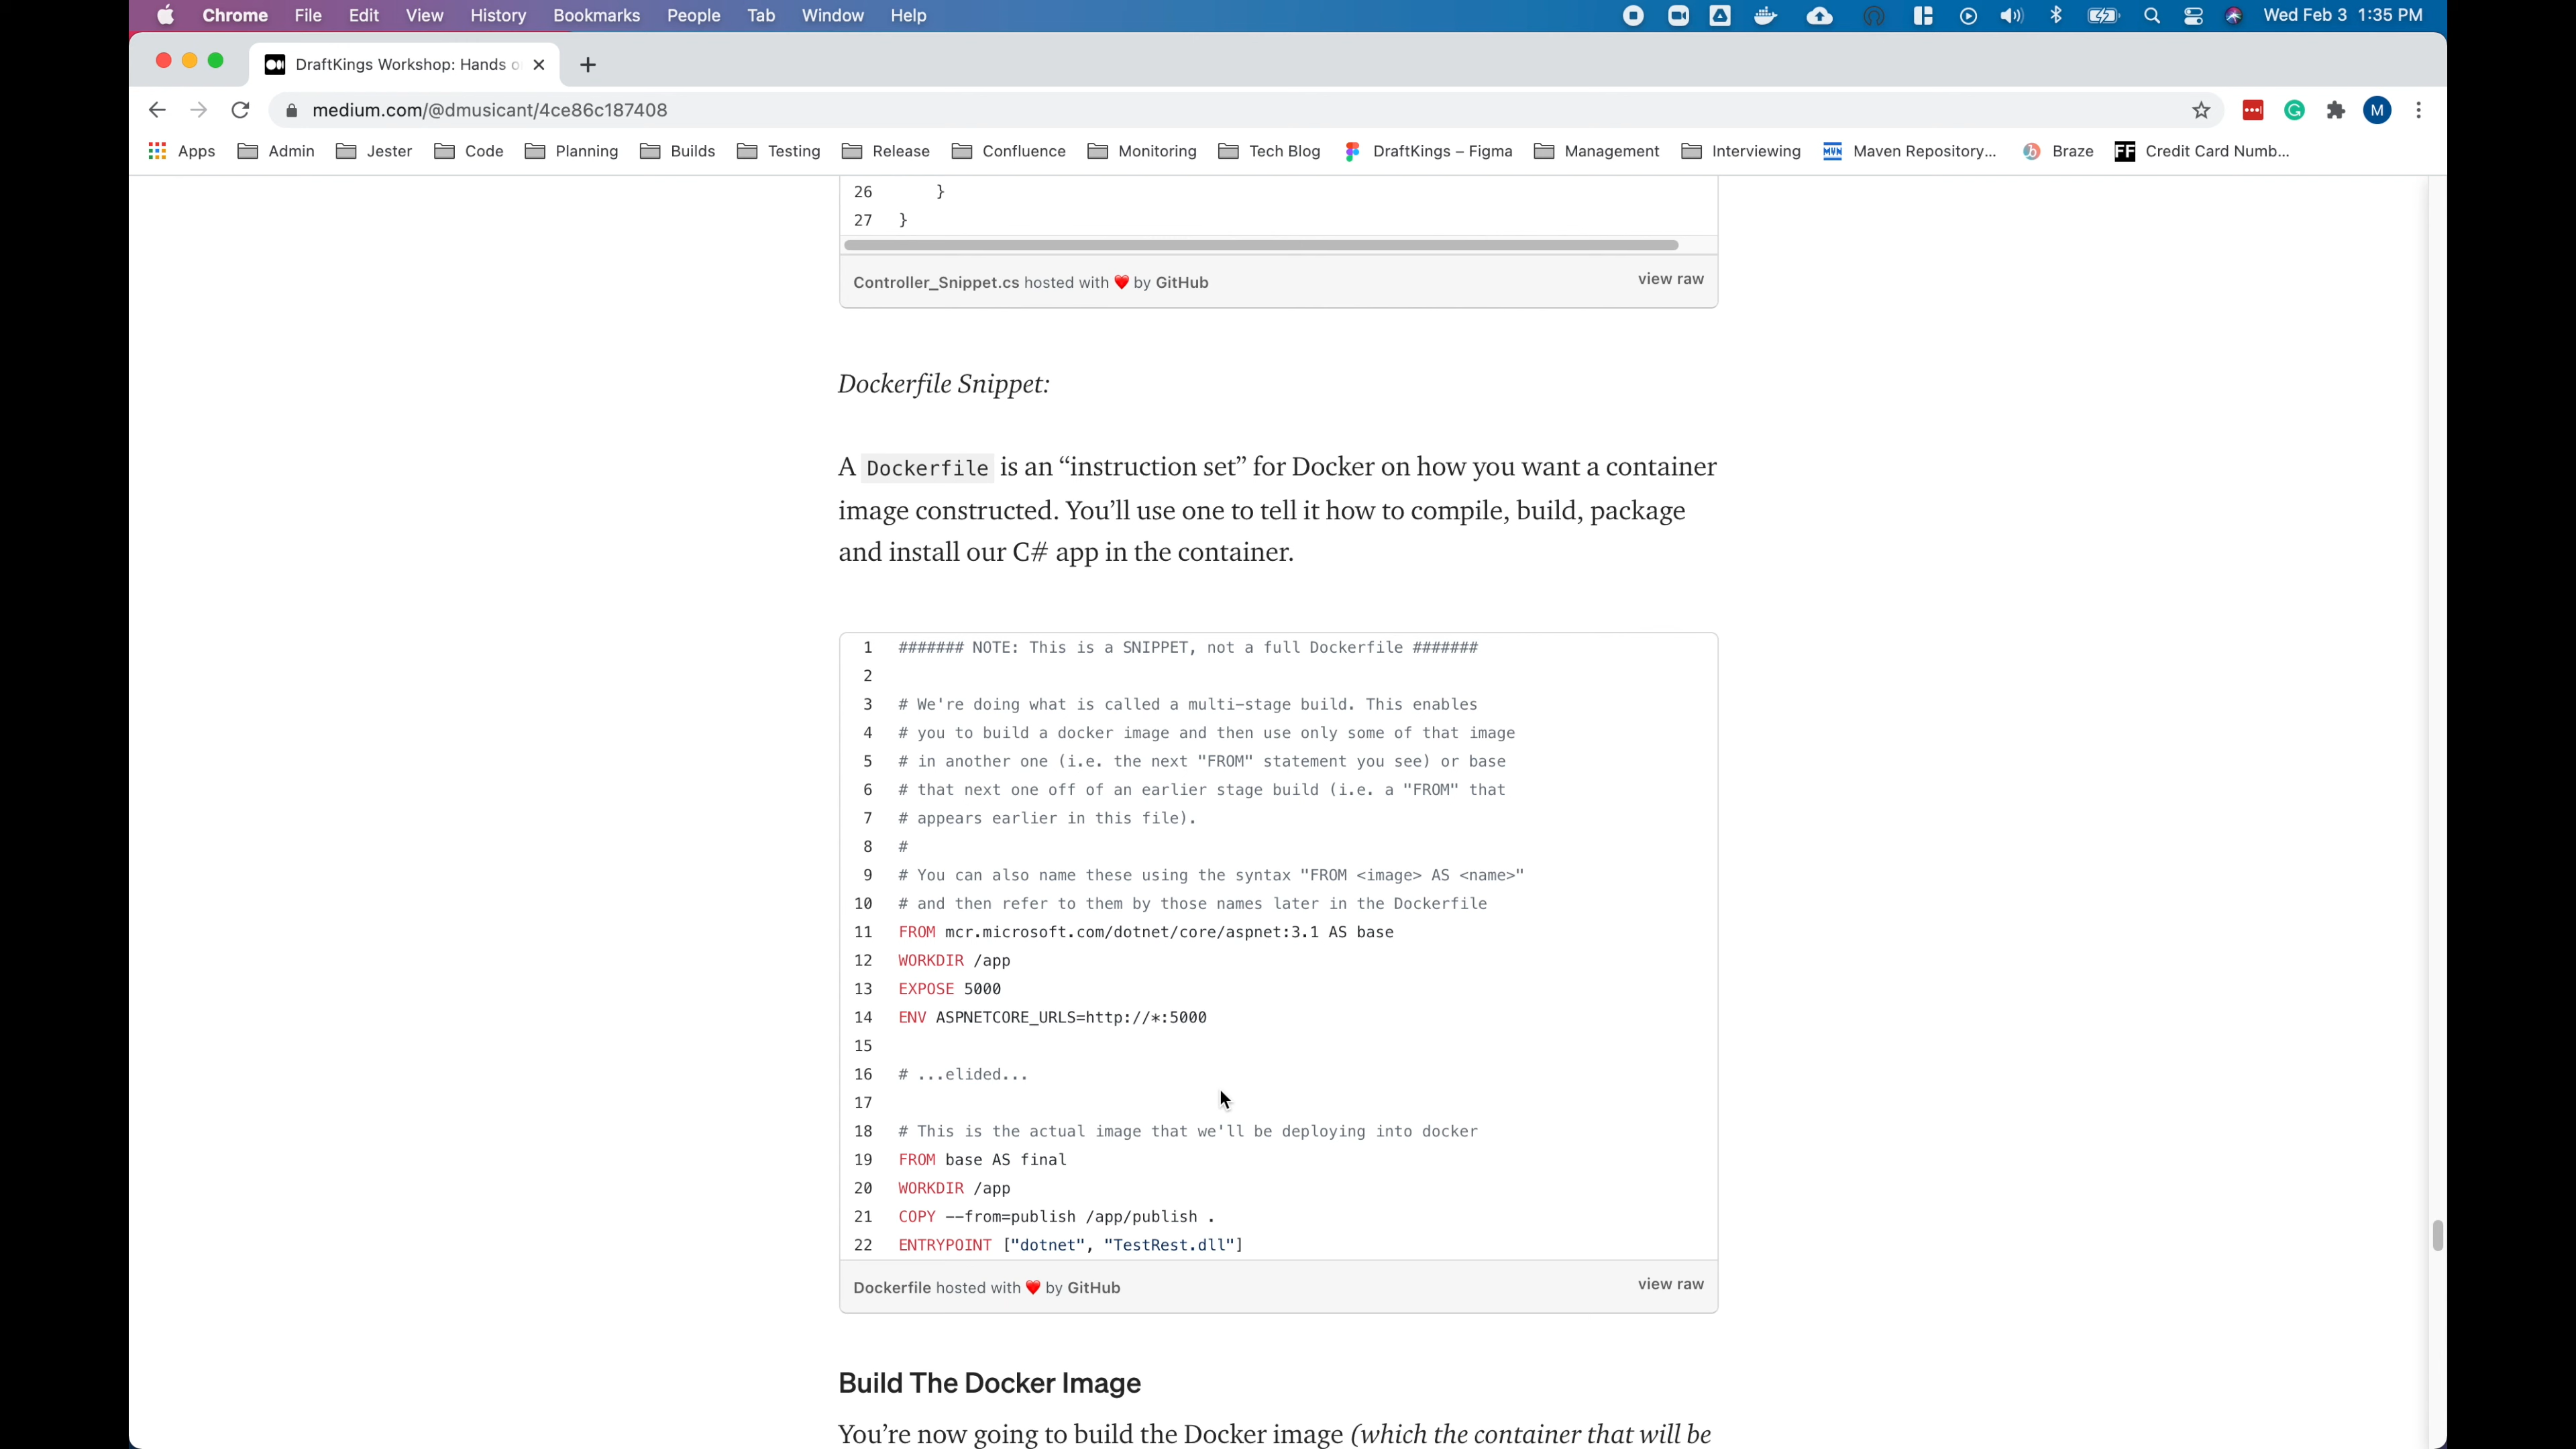 Chrome File Edit View History Bookmarks People Tab Window Help Wed Feb 3 1:35 PM
DraftKings Workshop: Hands o
medium.com/@dmusicant/4ce86c187408 M
Apps Admin Jester Code Planning Builds Testing Release Confluence Monitoring Tech Blog DraftKings – Figma Management Interviewing MVN Maven Repository... Braze FF Credit Card Numb...
26 }
27 }
Controller_Snippet.cs hosted with ❤ by GitHub view raw
Dockerfile Snippet:
A Dockerfile is an “instruction set” for Docker on how you want a container
image constructed. You’ll use one to tell it how to compile, build, package
and install our C# app in the container.
1 ####### NOTE: This is a SNIPPET, not a full Dockerfile #######
2
3 # We're doing what is called a multi-stage build. This enables
4 # you to build a docker image and then use only some of that image
5 # in another one (i.e. the next "FROM" statement you see) or base
6 # that next one off of an earlier stage build (i.e. a "FROM" that
7 # appears earlier in this file).
8 #
9 # You can also name these using the syntax "FROM <image> AS <name>"
10 # and then refer to them by those names later in the Dockerfile
11 FROM mcr.microsoft.com/dotnet/core/aspnet:3.1 AS base
12 WORKDIR /app
13 EXPOSE 5000
14 ENV ASPNETCORE_URLS=http://*:5000
15
16 # ...elided...
17
18 # This is the actual image that we'll be deploying into docker
19 FROM base AS final
20 WORKDIR /app
21 COPY --from=publish /app/publish .
22 ENTRYPOINT ["dotnet", "TestRest.dll"]
Dockerfile hosted with ❤ by GitHub view raw
Build The Docker Image
You’re now going to build the Docker image (which the container that will be